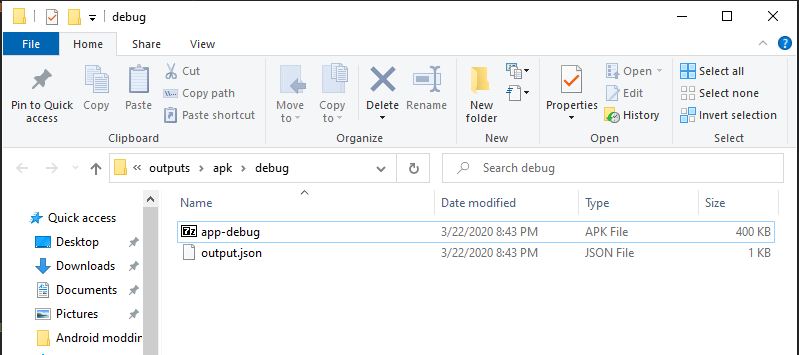 debug
File Home Share View
Pin to Quick access
Copy
Paste
Cut
Copy path
Paste shortcut
Clipboard
Move to
Copy to
Delete
Rename
Organize
New folder
New
Properties
Open
Edit
History
Open
Select all
Select none
Invert selection
Select
« outputs › apk › debug
Search debug
Name Date modified Type Size
app-debug 3/22/2020 8:43 PM APK File 400 KB
output.json 3/22/2020 8:43 PM JSON File 1 KB
Quick access
Desktop
Downloads
Documents
Pictures
Android moddin